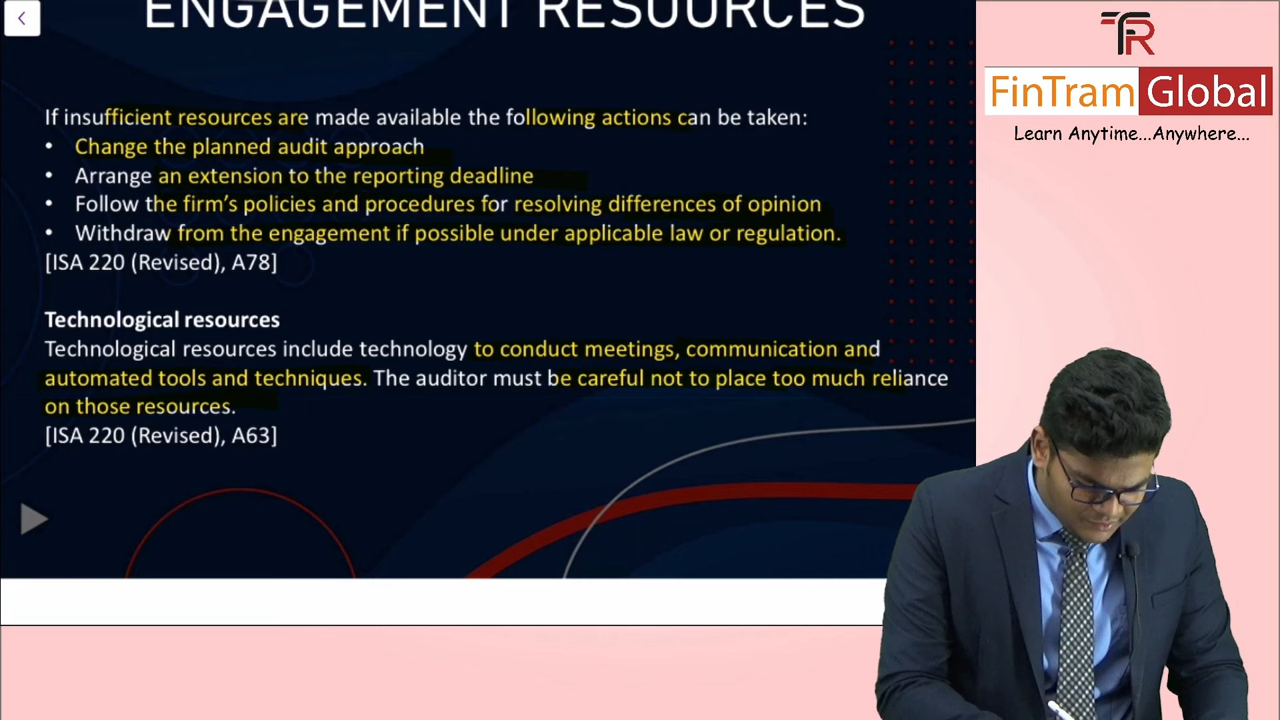 ENGAGEMENT RESOURCES
If insufficient resources are made available the following actions can be taken:
• Change the planned audit approach
• Arrange an extension to the reporting deadline
• Follow the firm's policies and procedures for resolving differences of opinion
• Withdraw from the engagement if possible under applicable law or regulation.
[ISA 220 (Revised), A78]
Technological resources
Technological resources include technology to conduct meetings, communication and
automated tools and techniques. The auditor must be careful not to place too much reliance
on those resources.
[ISA 220 (Revised), A63]
FR
FinTram Global
Learn Anytime...Anywhere...